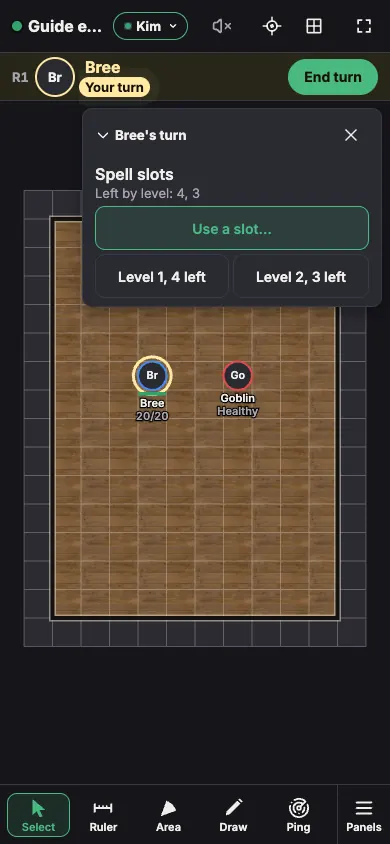 Guide e...
Kim
R1
Br
Bree
Your turn
End turn
Bree's turn
Spell slots
Left by level: 4, 3
Use a slot...
Level 1, 4 left
Level 2, 3 left
Br
Bree
20/20
Go
Goblin
Healthy
Select
Ruler
Area
Draw
Ping
Panels